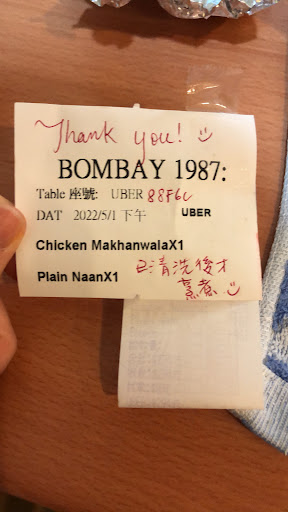 Thank you! :)
BOMBAY 1987:
Table 座號: UBER 88F6C
DAT 2022/5/1 下午 UBER
Chicken MakhanwalaX1
Plain NaanX1
已清洗後才
蒸煮 :)